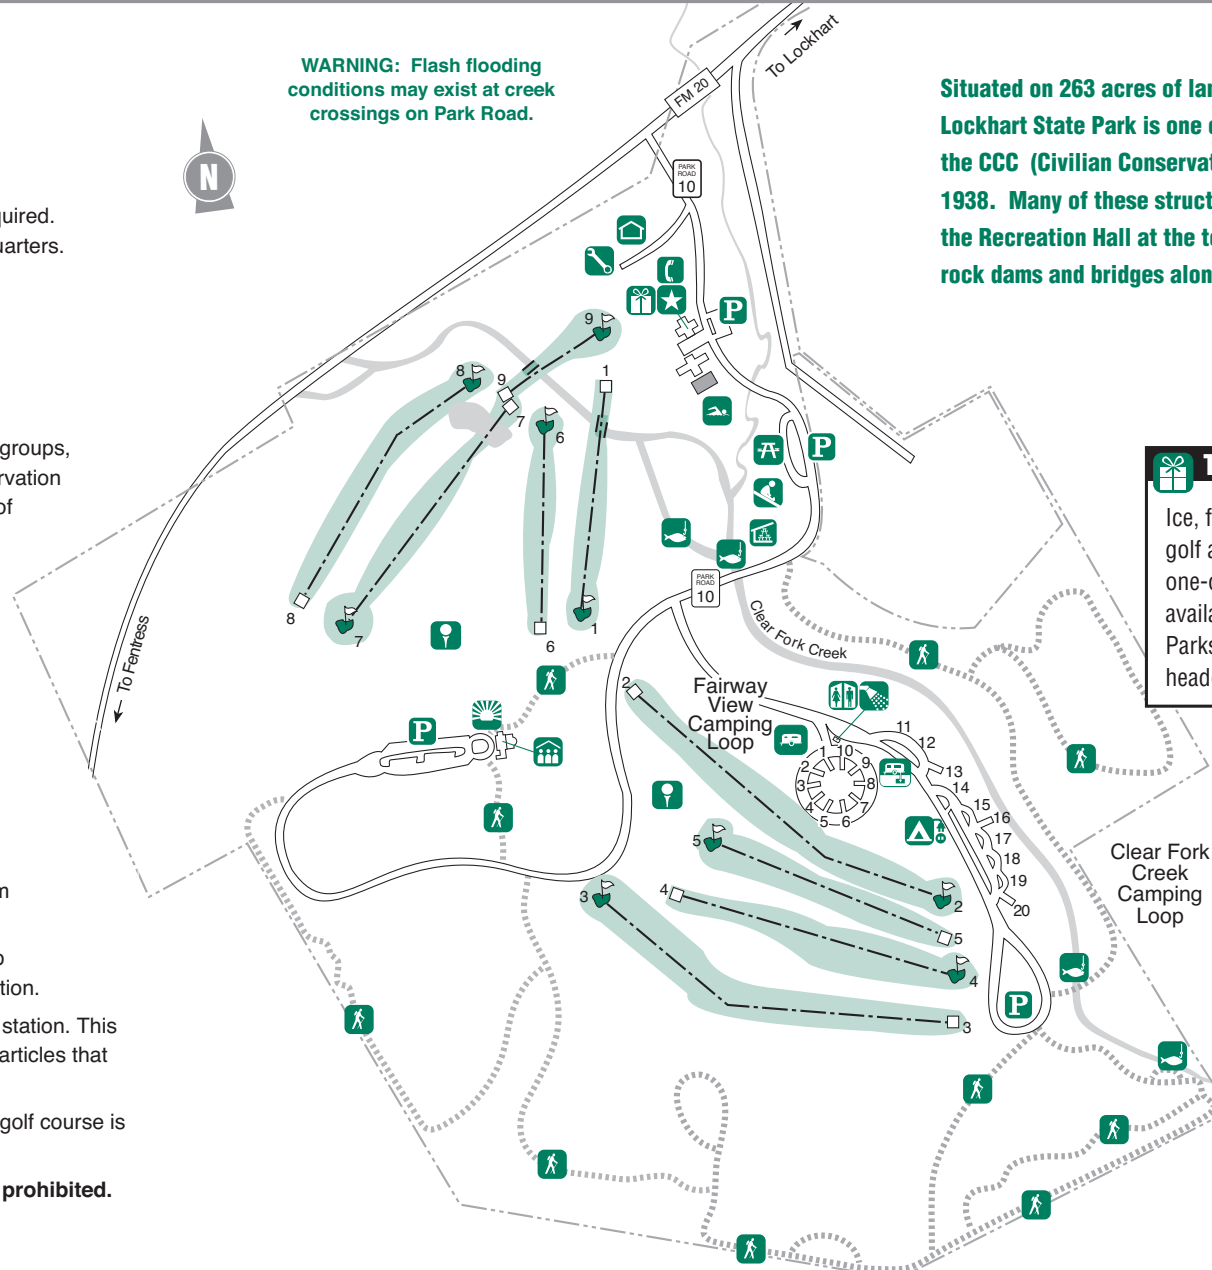 WARNING: Flash flooding
conditions may exist at creek
crossings on Park Road.
To Lockhart
FM 20
Situated on 263 acres of lan
Lockhart State Park is one o
the CCC (Civilian Conservat
1938. Many of these struct
the Recreation Hall at the to
rock dams and bridges alon
N
PARK
ROAD
10
quired.
uarters.
P
9
8
9
1
7
6
P
groups,
ervation
of
Ice, f
golf a
one-o
availa
Parks
head
PARK
ROAD
10
8
7
6
1
To Fentress
Clear Fork Creek
2
Fairway
View
Camping
Loop
P
11
12
1
10
2
9
3
8
4
7
5
6
13
14
15
16
17
18
19
20
5
Clear Fork
Creek
Camping
Loop
3
4
2
5
4
3
P
m
p
tion.
station. This
articles that
golf course is
prohibited.